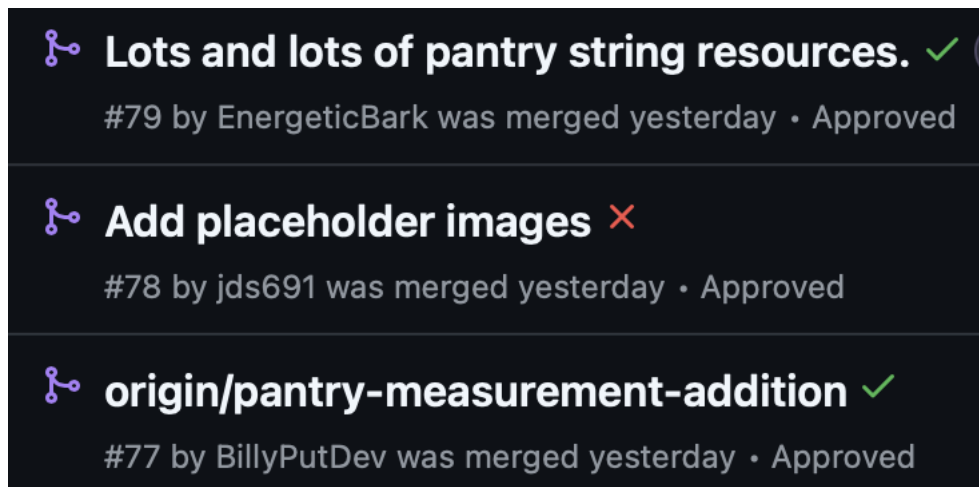 Lots and lots of pantry string resources.
#79 by EnergeticBark was merged yesterday • Approved
Add placeholder images
#78 by jds691 was merged yesterday • Approved
origin/pantry-measurement-addition
#77 by BillyPutDev was merged yesterday • Approved